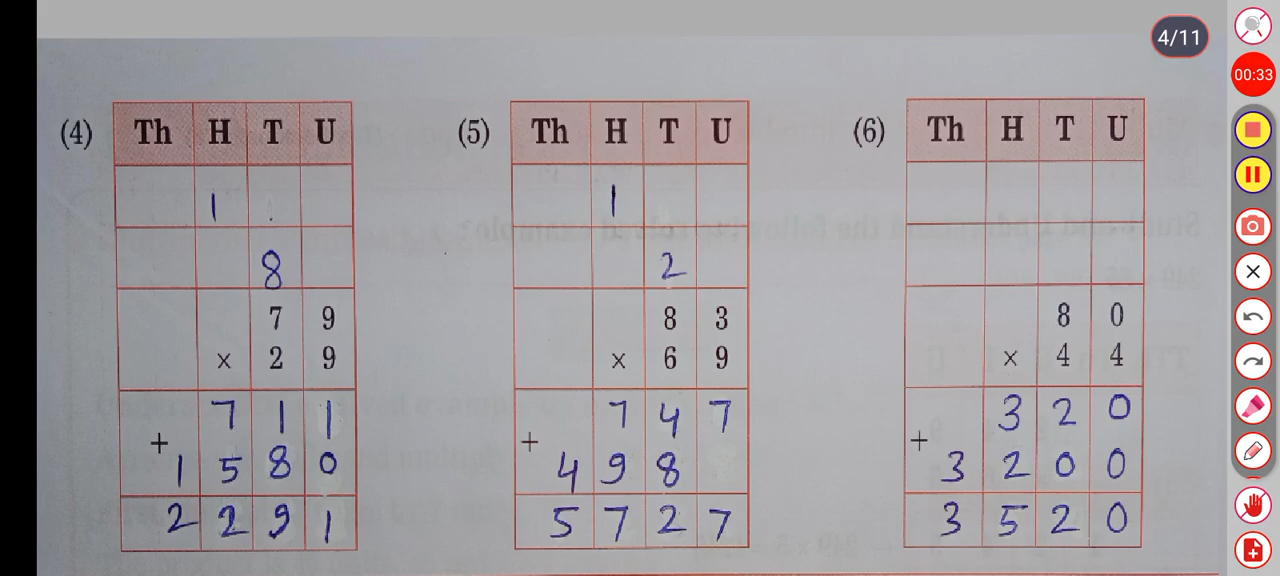 4/11
00:33
(4) Th H T U (5) Th H T U (6) Th H T U
1 1
8 2
7 9 8 3 8 0
× 2 9 × 6 9 × 4 4
7 1 1 7 4 7 3 2 0
+ + +
1 5 8 0 4 9 8 3 2 0 0
2 2 9 1 5 7 2 7 3 5 2 0